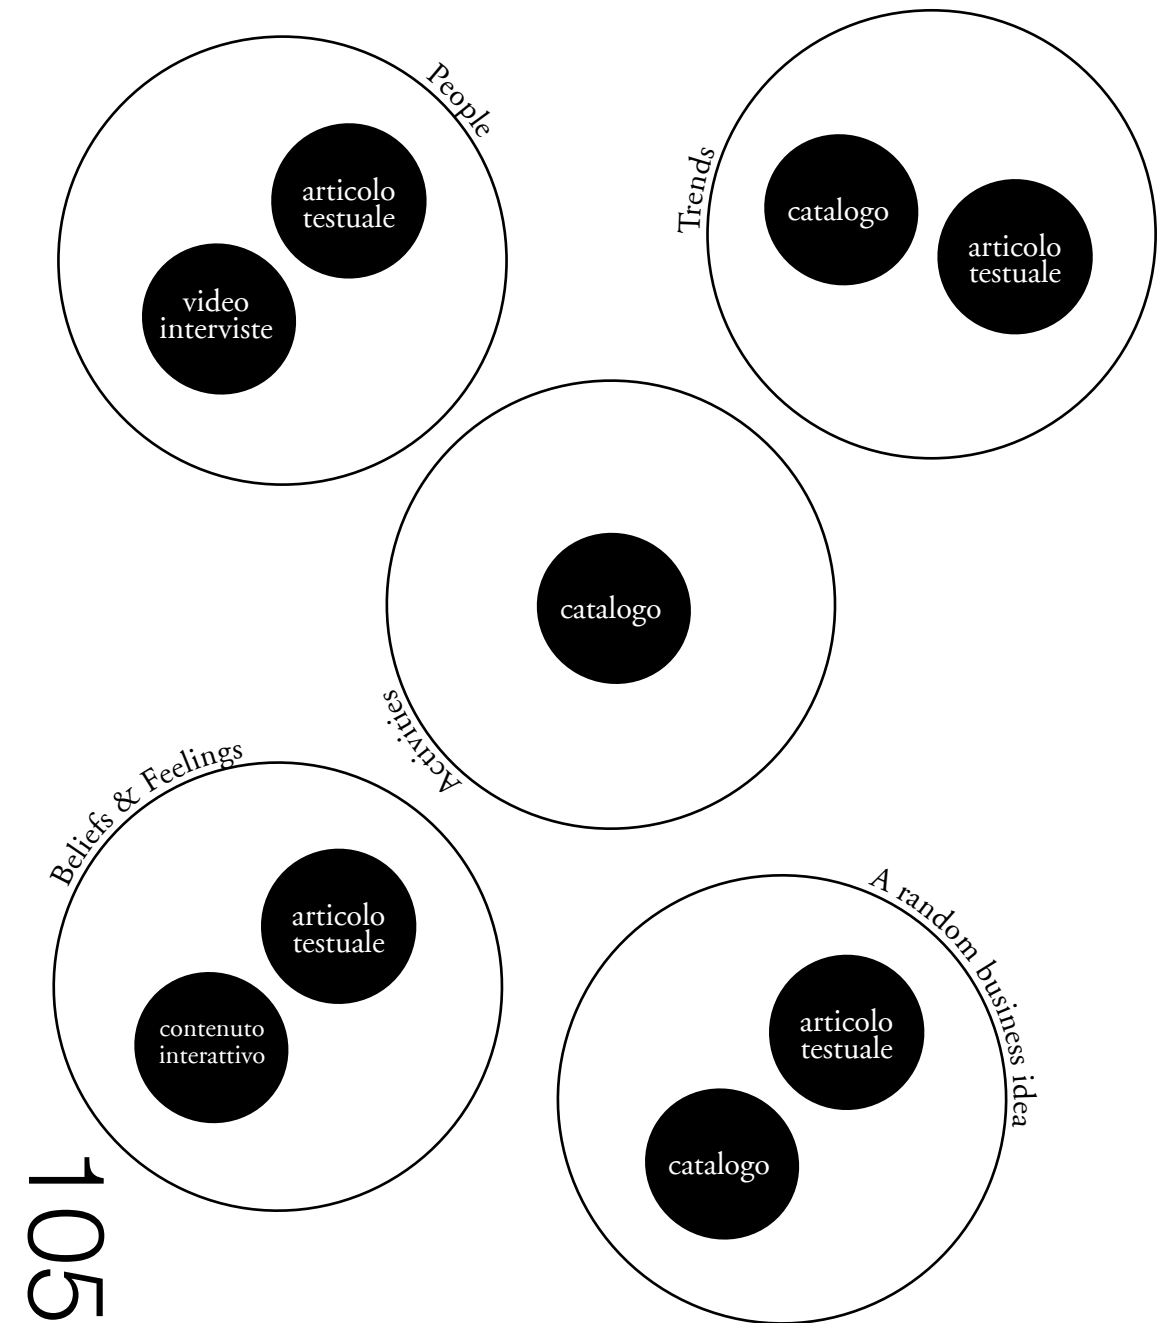 People
articolo
testuale
video
interviste
Trends
catalogo
articolo
testuale
catalogo
Activities
Beliefs & Feelings
articolo
testuale
contenuto
interattivo
A random business idea
articolo
testuale
catalogo
105